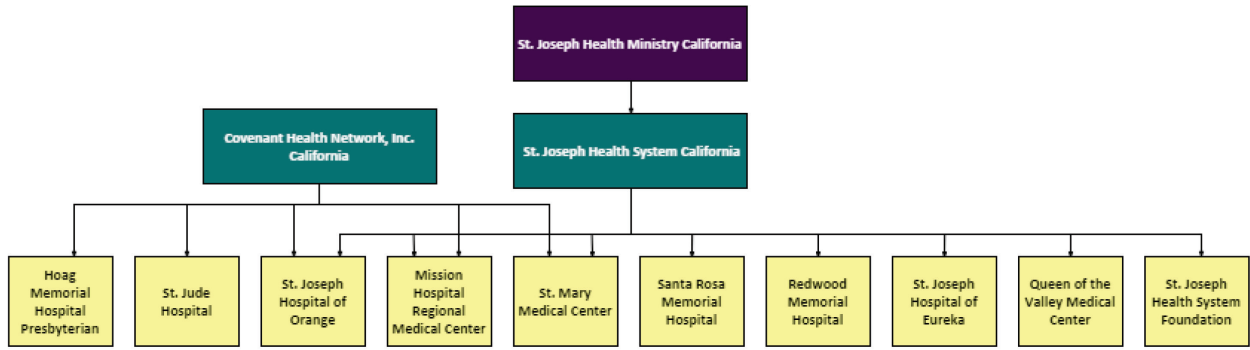 St. Joseph Health Ministry California
Covenant Health Network, Inc.
California
St. Joseph Health System California
Hoag
Memorial
Hospital
Presbyterian
St. Jude
Hospital
St. Joseph
Hospital of
Orange
Mission
Hospital
Regional
Medical Center
St. Mary
Medical Center
Santa Rosa
Memorial
Hospital
Redwood
Memorial
Hospital
St. Joseph
Hospital of
Eureka
Queen of the
Valley Medical
Center
St. Joseph
Health System
Foundation